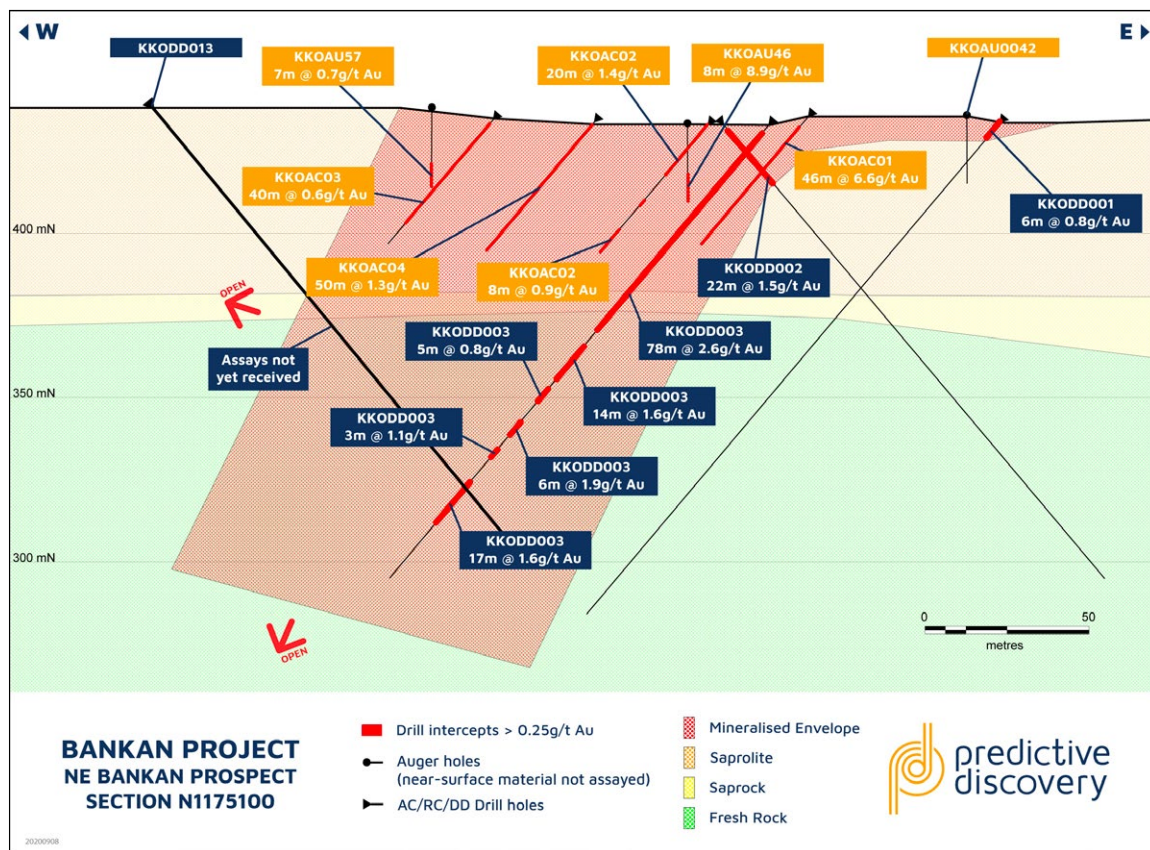 W
E
KKODD013
KKOAU57
7m @ 0.7g/t Au
KKOAC02
20m @ 1.4g/t Au
KKOAU46
8m @ 8.9g/t Au
KKOAU0042
KKOAC03
40m @ 0.6g/t Au
KKOAC01
46m @ 6.6g/t Au
KKODD001
6m @ 0.8g/t Au
400 mN
KKOAC04
50m @ 1.3g/t Au
KKOAC02
8m @ 0.9g/t Au
KKODD002
22m @ 1.5g/t Au
OPEN
Assays not
yet received
KKODD003
5m @ 0.8g/t Au
KKODD003
78m @ 2.6g/t Au
350 mN
KKODD003
14m @ 1.6g/t Au
KKODD003
3m @ 1.1g/t Au
KKODD003
6m @ 1.9g/t Au
KKODD003
17m @ 1.6g/t Au
300 mN
OPEN
0 50
metres
BANKAN PROJECT
NE BANKAN PROSPECT
SECTION N1175100
Drill intercepts > 0.25g/t Au
Auger holes
(near-surface material not assayed)
AC/RC/DD Drill holes
Mineralised Envelope
Saprolite
Saprock
Fresh Rock
predictive
discovery
20200908